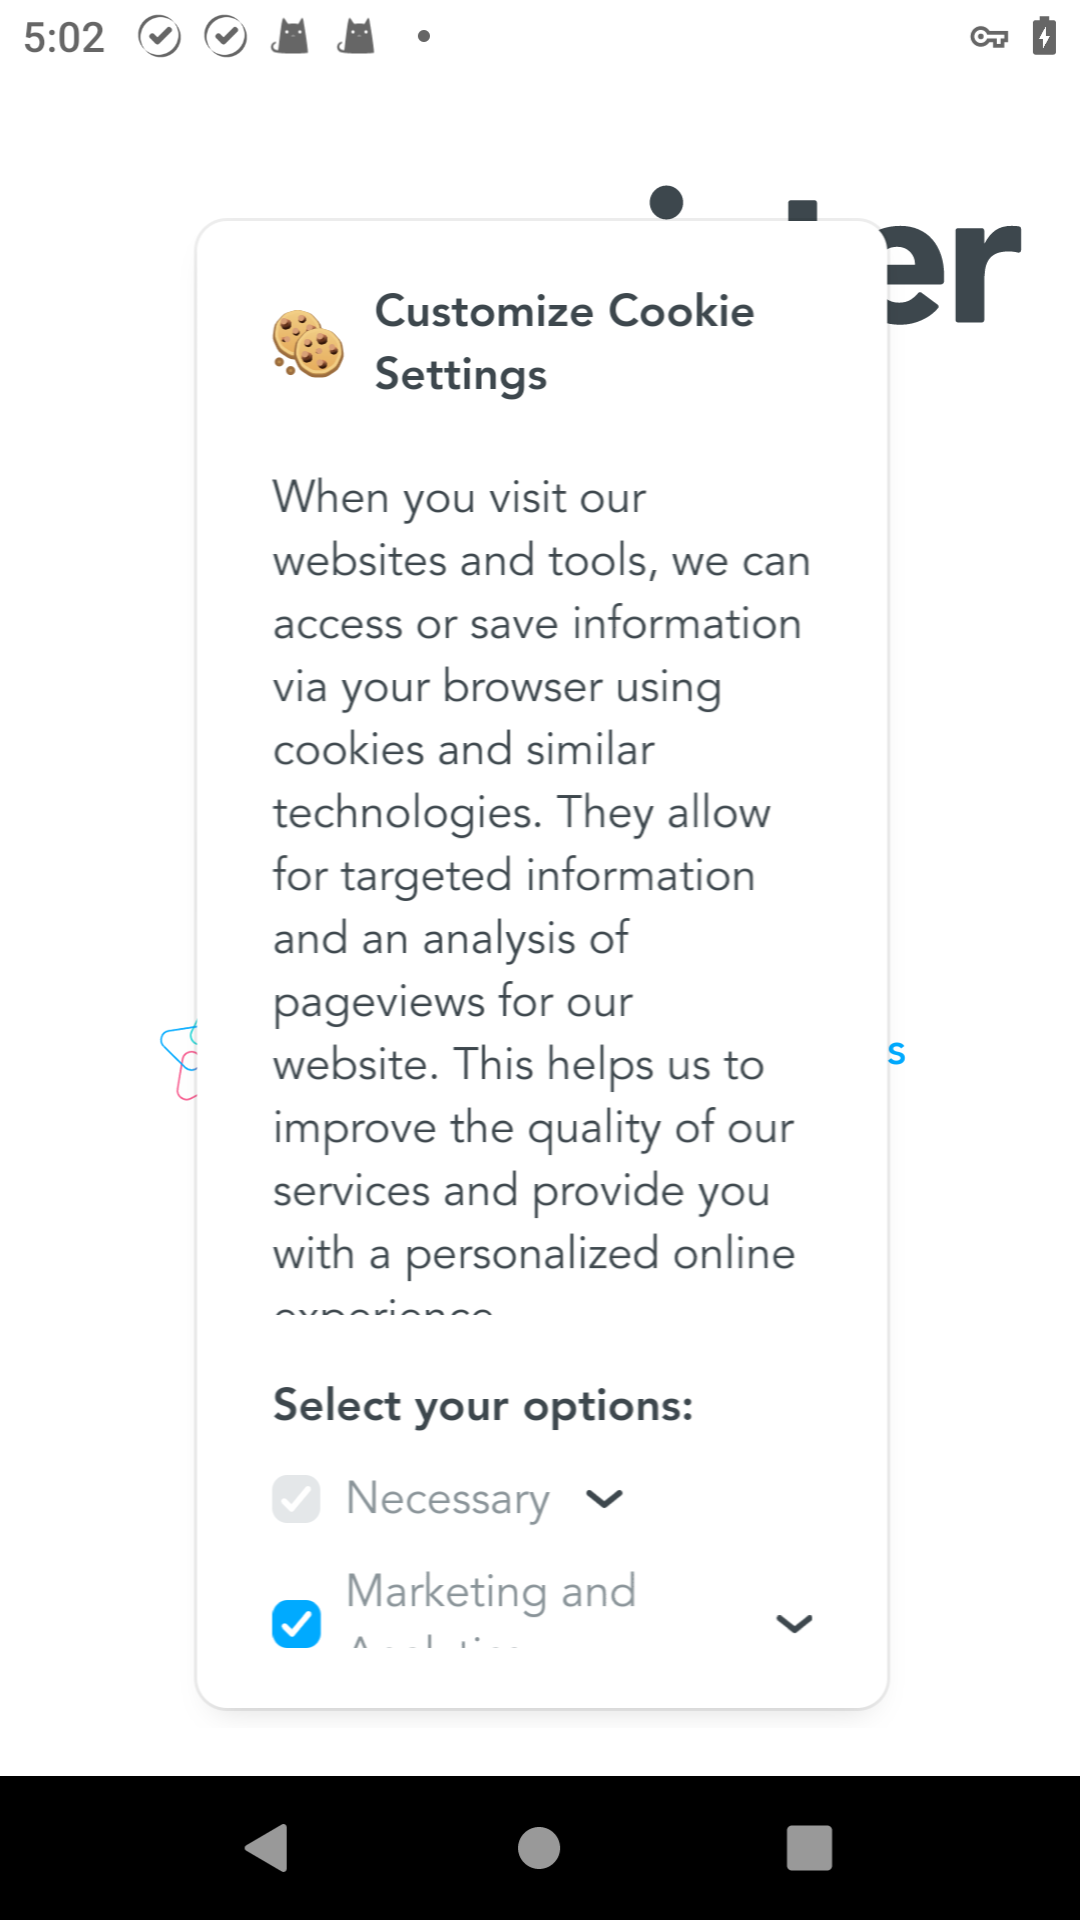 5:02
er
Customize Cookie
Settings
When you visit our
websites and tools, we can
access or save information
via your browser using
cookies and similar
technologies. They allow
for targeted information
and an analysis of
pageviews for our
website. This helps us to
improve the quality of our
services and provide you
with a personalized online
experience
s
Select your options:
Necessary
Marketing and
Analytics